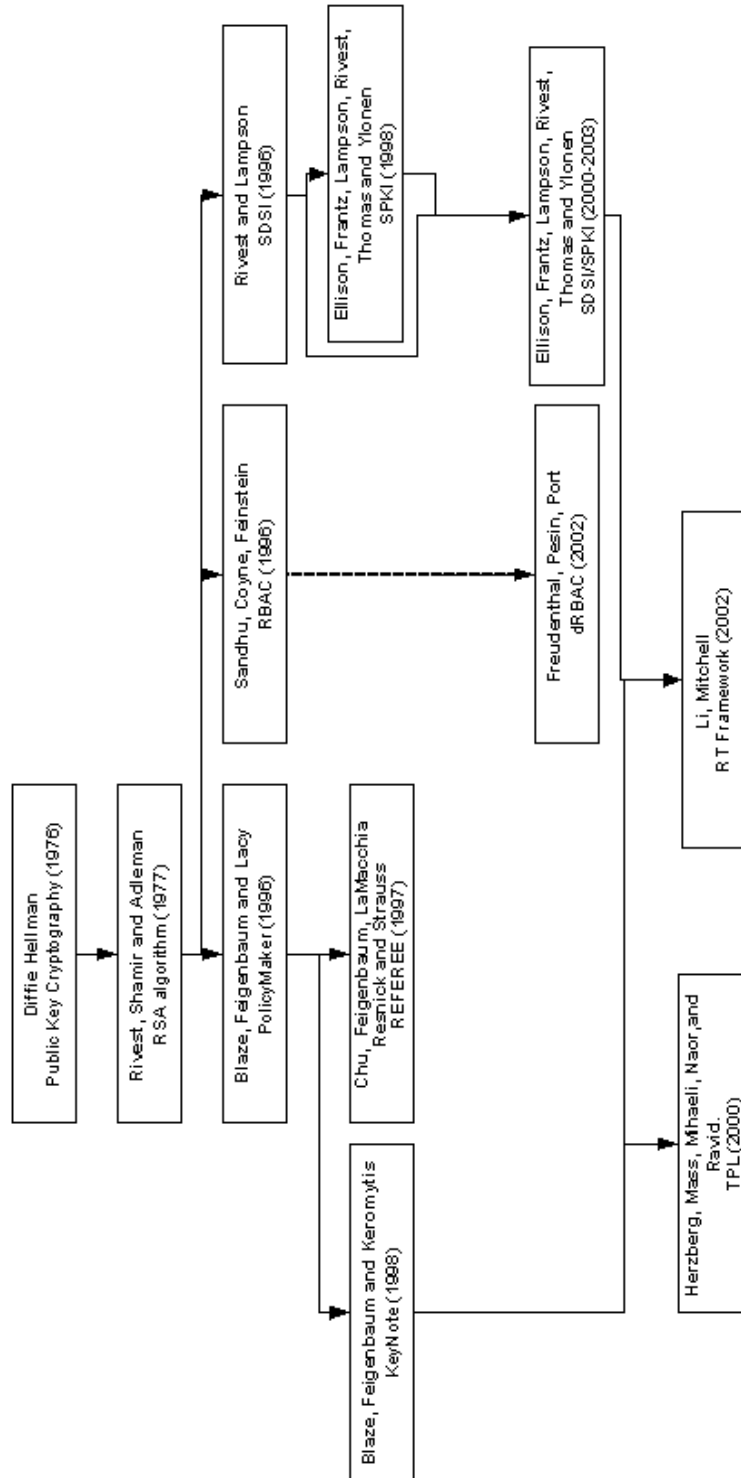 Diffie Hellman
Public Key Cryptography (1976)
Rivest, Shamir and Adleman
RSA algorithm (1977)
Blaze, Feigenbaum and Lacy
PolicyMaker (1996)
Sandhu, Coyne, Feinstein
RBAC (1996)
Rivest and Lampson
SDSI (1996)
Ellison, Frantz, Lampson, Rivest,
Thomas and Ylonen
SPKI (1998)
Blaze, Feigenbaum and Keromytis
KeyNote (1998)
Chu, Feigenbaum, LaMacchia
Resnick and Strauss
REFEREE (1997)
Freudenthal, Pesin, Port
dRBAC (2002)
Ellison, Frantz, Lampson, Rivest,
Thomas and Ylonen
SDSI/SPKI (2000-2003)
Herzberg, Mass, Mihaeli, Naor,and
Ravid.
TPL(2000)
Li, Mitchell
RT Framework (2002)